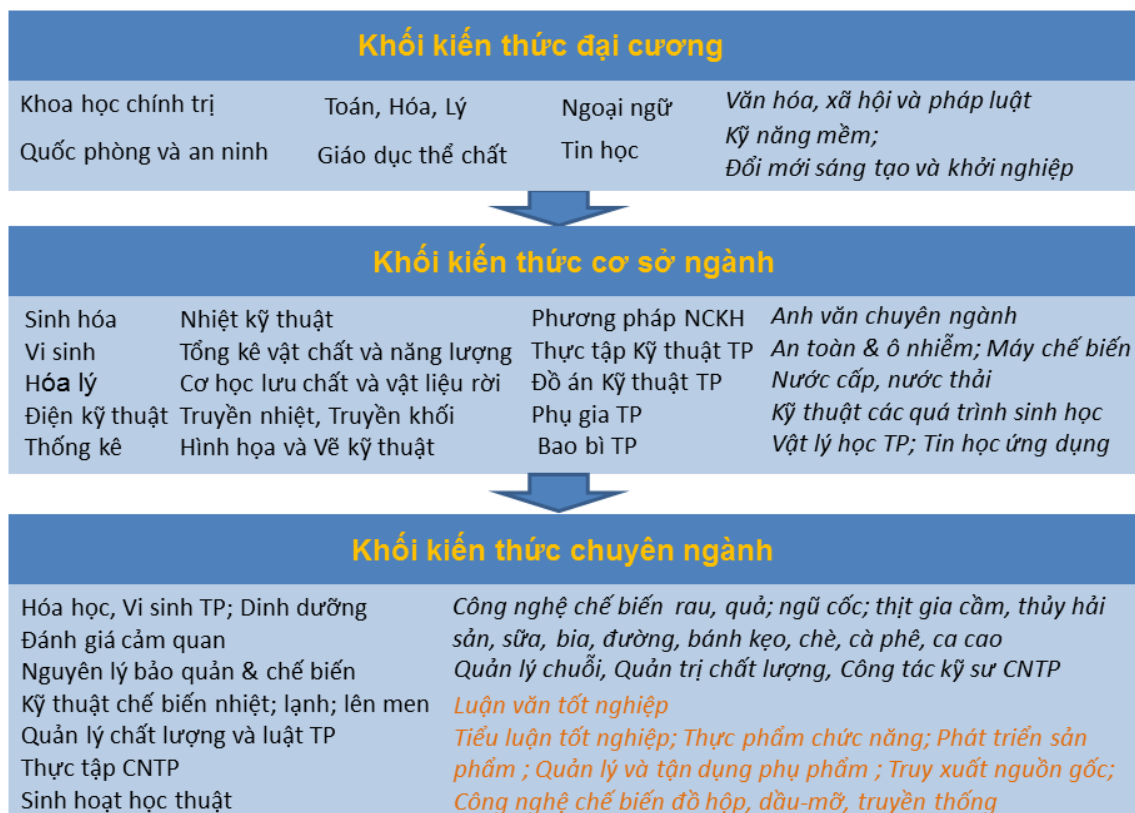 Khối kiến thức đại cương
Khoa học chính trị
Quốc phòng và an ninh
Toán, Hóa, Lý
Giáo dục thể chất
Ngoại ngữ
Tin học
Văn hóa, xã hội và pháp luật
Kỹ năng mềm;
Đổi mới sáng tạo và khởi nghiệp
Khối kiến thức cơ sở ngành
Sinh hóa
Vi sinh
Hóa lý
Điện kỹ thuật
Thống kê
Nhiệt kỹ thuật
Tổng kê vật chất và năng lượng
Cơ học lưu chất và vật liệu rời
Truyền nhiệt, Truyền khối
Hình họa và Vẽ kỹ thuật
Phương pháp NCKH
Thực tập Kỹ thuật TP
Đồ án Kỹ thuật TP
Phụ gia TP
Bao bì TP
Anh văn chuyên ngành
An toàn & ô nhiễm; Máy chế biến
Nước cấp, nước thải
Kỹ thuật các quá trình sinh học
Vật lý học TP; Tin học ứng dụng
Khối kiến thức chuyên ngành
Hóa học, Vi sinh TP; Dinh dưỡng
Đánh giá cảm quan
Nguyên lý bảo quản & chế biến
Kỹ thuật chế biến nhiệt; lạnh; lên men
Quản lý chất lượng và luật TP
Thực tập CNTP
Sinh hoạt học thuật
Công nghệ chế biến rau, quả; ngũ cốc; thịt gia cầm, thủy hải
sản, sữa, bia, đường, bánh kẹo, chè, cà phê, ca cao
Quản lý chuỗi, Quản trị chất lượng, Công tác kỹ sư CNTP
Luận văn tốt nghiệp
Tiểu luận tốt nghiệp; Thực phẩm chức năng; Phát triển sản
phẩm ; Quản lý và tận dụng phụ phẩm ; Truy xuất nguồn gốc;
Công nghệ chế biến đồ hộp, dầu-mỡ, truyền thống